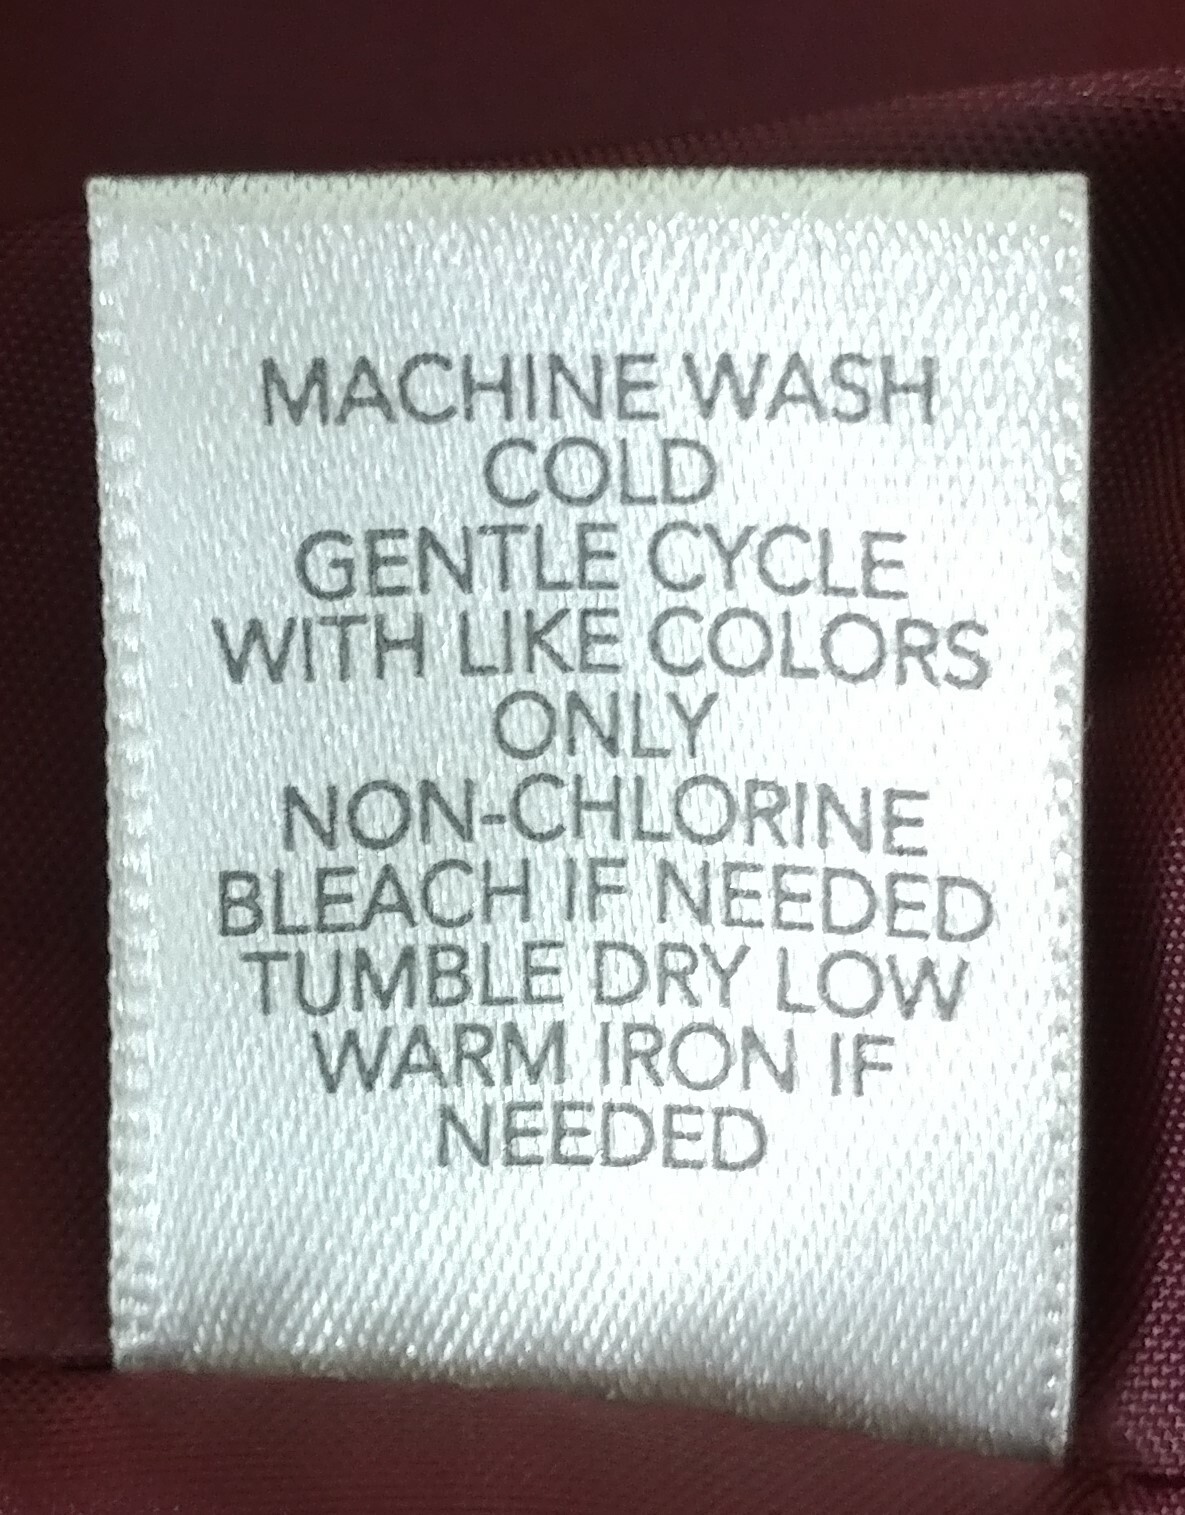 MACHINE WASH
COLD
GENTLE CYCLE
WITH LIKE COLORS
ONLY
NON-CHLORINE
BLEACH IF NEEDED
TUMBLE DRY LOW
WARM IRON IF
NEEDED